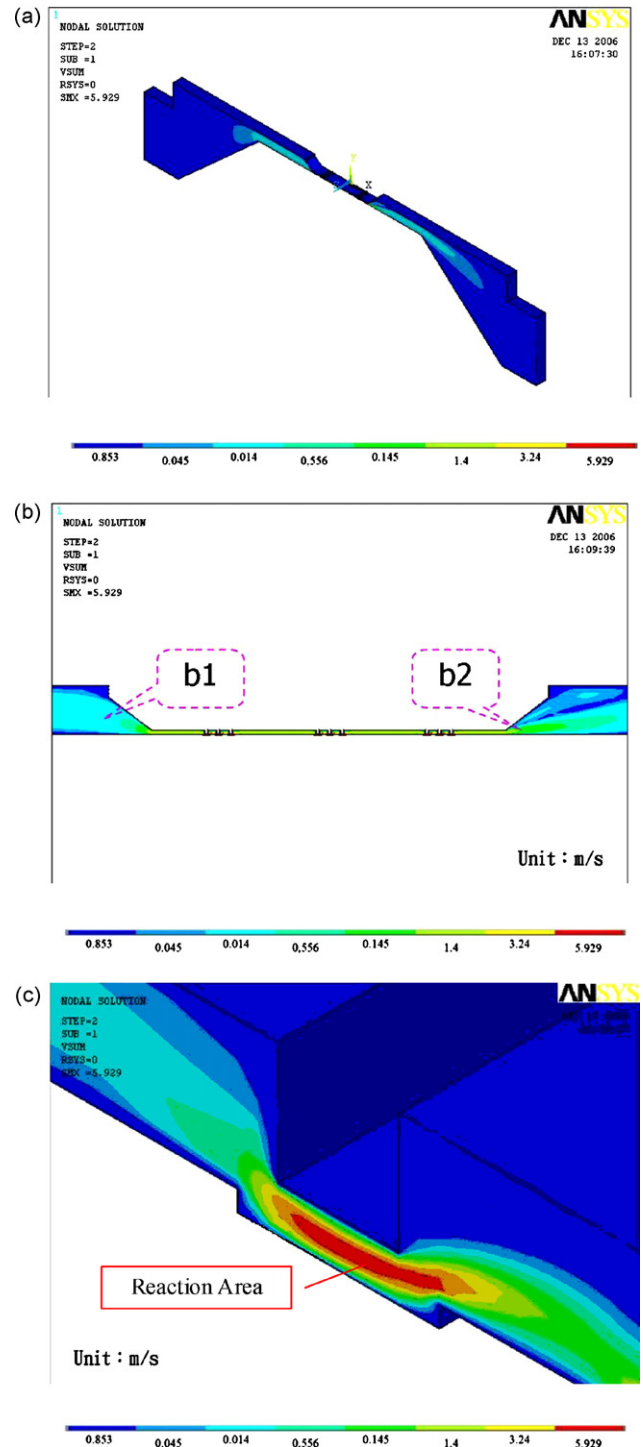 (a)
1
NODAL SOLUTION
STEP=2
SUB =1
VSUM
RSYS=0
SMX =5.929
ANSYS
DEC 13 2006
16:07:30
Y
X
0.853 0.045 0.014 0,556 0.145 1.4 3.24 5.929
(b)
1
NODAL SOLUTION
STEP=2
SUB =1
VSUM
RSYS=0
SMX =5.929
ANSYS
DEC 13 2006
16:09:39
b1
b2
Unit : m/s
0.853 0.045 0.014 0,556 0.145 1.4 3.24 5.929
(c)
NODAL SOLUTION
STEP=2
SUB =1
VSUM
RSYS=0
SMX =5.929
ANSYS
Reaction Area
Unit : m/s
0.853 0.045 0.014 0,556 0.145 1.4 3.24 5.929